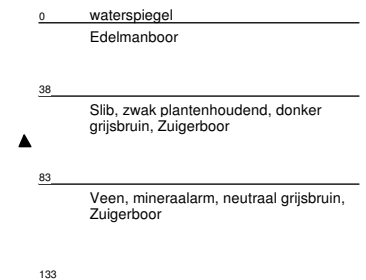 0 waterspiegel
Edelmanboor
38
Slib, zwak plantenhoudend, donker
grijsbruin, Zuigerboor
83
Veen, mineraalarm, neutraal grijsbruin,
Zuigerboor
133